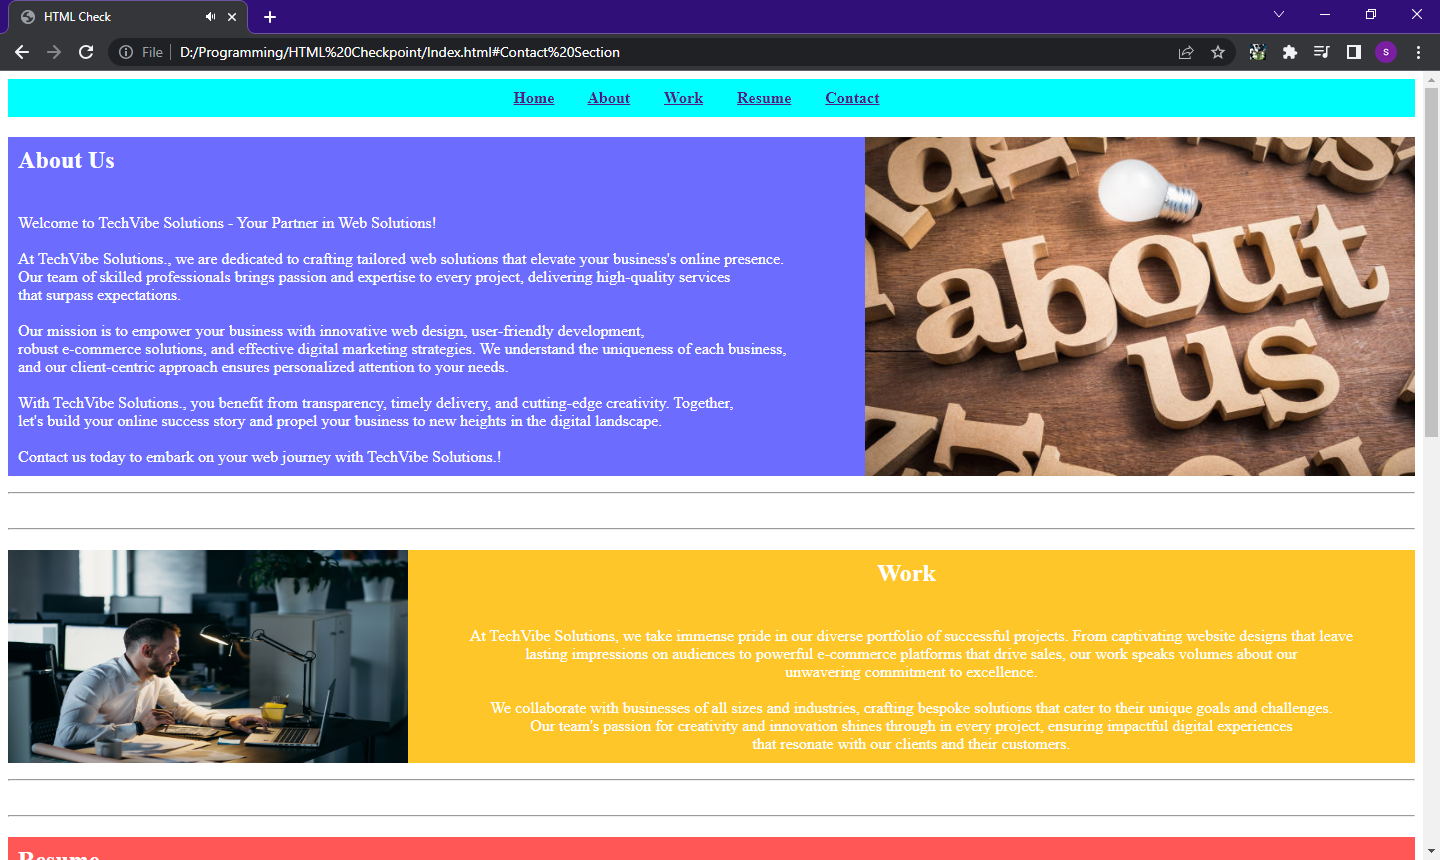 HTML Check
File
D:/Programming/HTML%20Checkpoint/Index.html#Contact%20Section
S
Home About Work Resume Contact
About Us
Welcome to TechVibe Solutions - Your Partner in Web Solutions!
At TechVibe Solutions., we are dedicated to crafting tailored web solutions that elevate your business's online presence.
Our team of skilled professionals brings passion and expertise to every project, delivering high-quality services
that surpass expectations.
Our mission is to empower your business with innovative web design, user-friendly development,
robust e-commerce solutions, and effective digital marketing strategies. We understand the uniqueness of each business,
and our client-centric approach ensures personalized attention to your needs.
With TechVibe Solutions., you benefit from transparency, timely delivery, and cutting-edge creativity. Together,
let's build your online success story and propel your business to new heights in the digital landscape.
Contact us today to embark on your web journey with TechVibe Solutions.!
about
us
Work
At TechVibe Solutions, we take immense pride in our diverse portfolio of successful projects. From captivating website designs that leave
lasting impressions on audiences to powerful e-commerce platforms that drive sales, our work speaks volumes about our
unwavering commitment to excellence.
We collaborate with businesses of all sizes and industries, crafting bespoke solutions that cater to their unique goals and challenges.
Our team's passion for creativity and innovation shines through in every project, ensuring impactful digital experiences
that resonate with our clients and their customers.
Resume